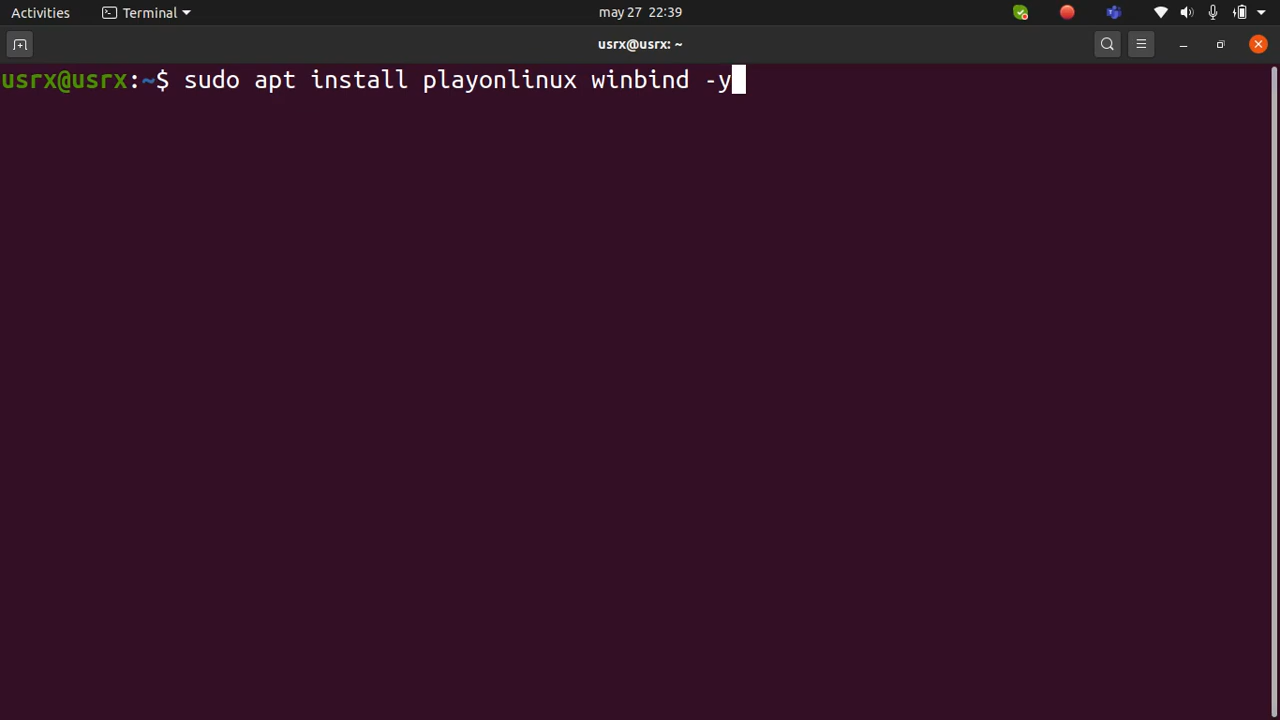 Activities Terminal may 27 22:39
usrx@usrx: ~
usrx@usrx:~$ sudo apt install playonlinux winbind -y